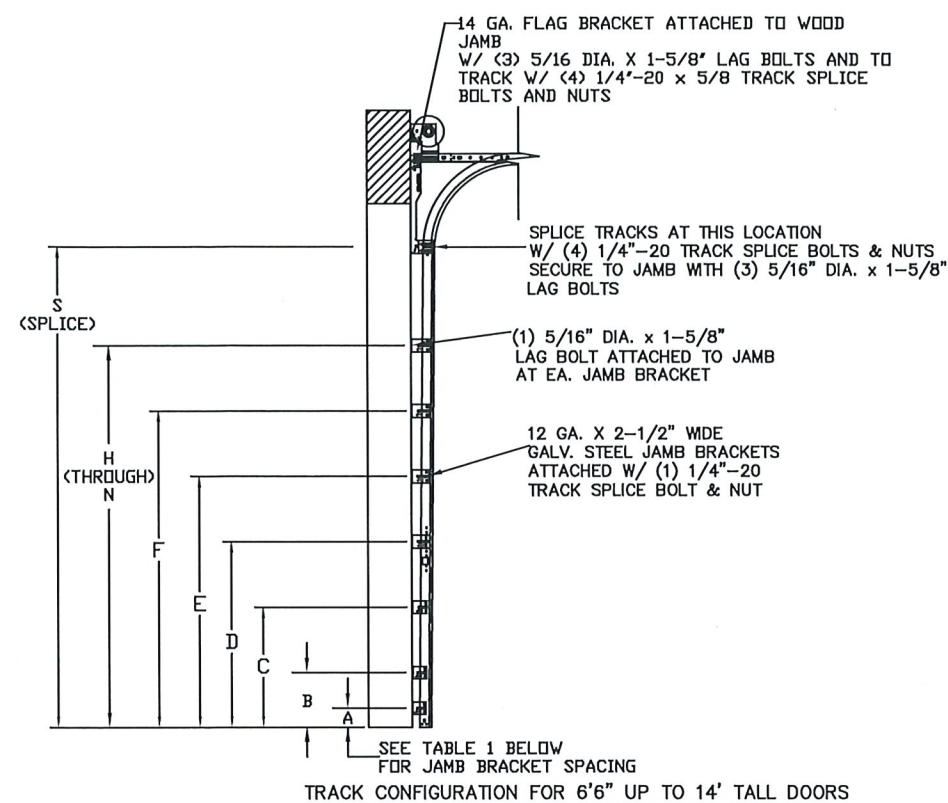 14 GA. FLAG BRACKET ATTACHED TO WOOD
JAMB
W/ (3) 5/16 DIA. X 1-5/8" LAG BOLTS AND TO
TRACK W/ (4) 1/4"-20 x 5/8 TRACK SPLICE
BOLTS AND NUTS
SPLICE TRACKS AT THIS LOCATION
W/ (4) 1/4"-20 TRACK SPLICE BOLTS & NUTS
SECURE TO JAMB WITH (3) 5/16" DIA. x 1-5/8"
LAG BOLTS
S
(SPLICE)
(1) 5/16" DIA. x 1-5/8"
LAG BOLT ATTACHED TO JAMB
AT EA. JAMB BRACKET
H
(THROUGH)
N
12 GA. X 2-1/2" WIDE
GALV. STEEL JAMB BRACKETS
ATTACHED W/ (1) 1/4"-20
TRACK SPLICE BOLT & NUT
F
E
D
C
B
A
SEE TABLE 1 BELOW
FOR JAMB BRACKET SPACING
TRACK CONFIGURATION FOR 6'6" UP TO 14' TALL DOORS